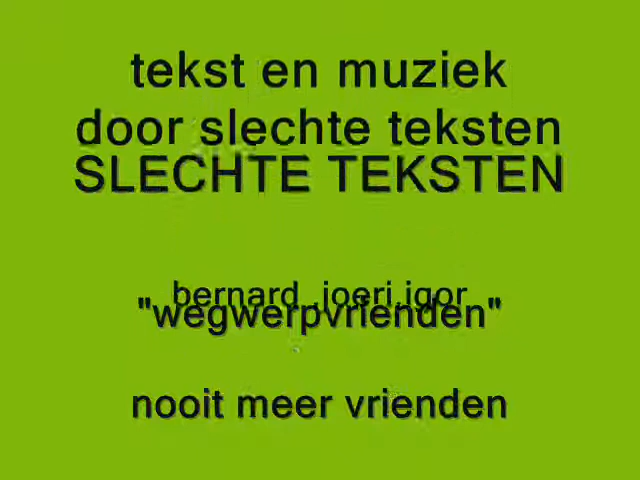 tekst en muziek
door slechte teksten
SLECHTE TEKSTEN
bernard ,joeri,igor
"wegwerpvrienden"
nooit meer vrienden